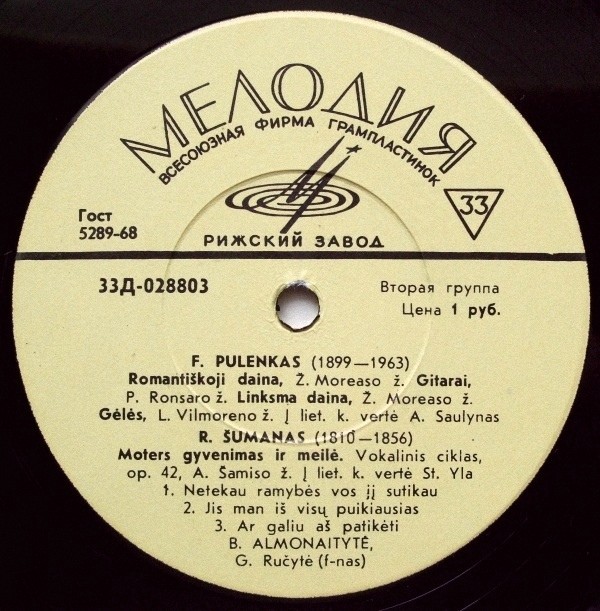 МЕЛОДИЯ
ВСЕСОЮЗНАЯ ФИРМА ГРАМПЛАСТИНОК
33
Гост
5289-68
РИЖСКИЙ ЗАВОД
33Д-028803
Вторая группа
Цена 1 руб.
F. PULENKAS (1899—1963)
Romantiškoji daina, Ž. Moreaso ž. Gitarai,
P. Ronsaro ž. Linksma daina, Ž. Moreaso ž.
Gėlės, L. Vilmoreno ž. Į liet. k. vertė A. Saulynas
R. ŠUMANAS (1810—1856)
Moters gyvenimas ir meilė. Vokalinis ciklas,
op. 42, A. Šamiso ž. Į liet. k. vertė St. Yla
1. Netekau ramybės vos jį sutikau
2. Jis man iš visų puikiausias
3. Ar galiu aš patikėti
B. ALMONAITYTĖ,
G. Ručytė (f-nas)